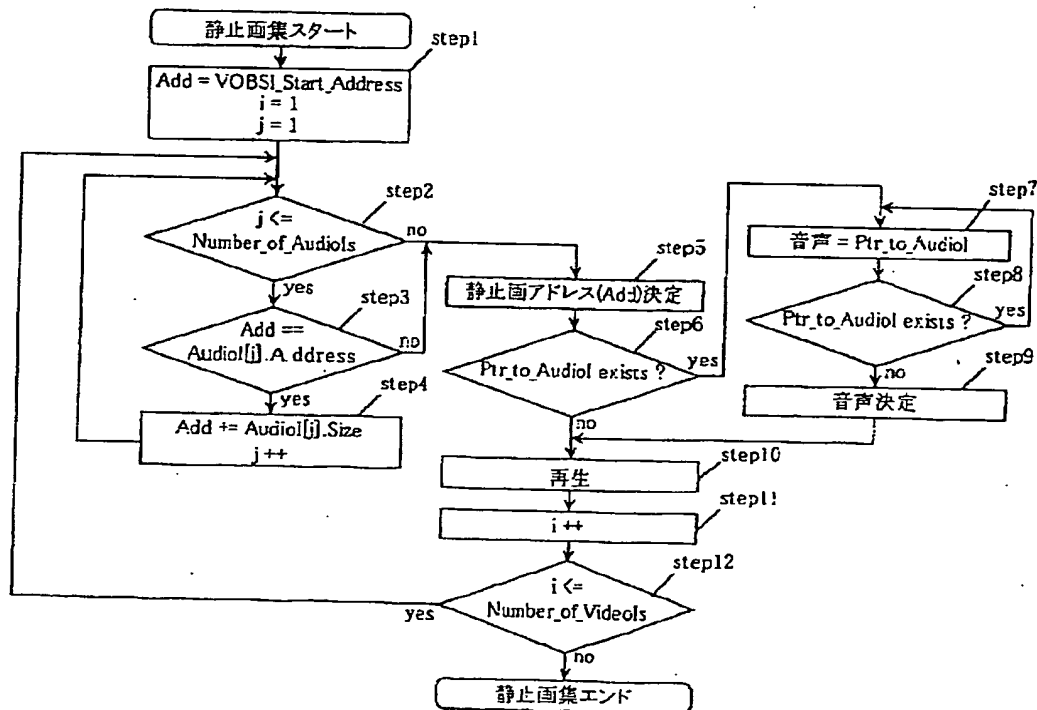 静止画集スタート
step1
Add = VOBSI_Start_Address
i = 1
j = 1
step2
j <=
Number_of_AudioIs
no
yes
step3
Add ==
AudioI[j].Address
no
yes
step4
Add += AudioI[j].Size
j ++
step5
静止画アドレス(Add)決定
step6
Ptr_to_AudioI exists ?
yes
no
step7
音声 = Ptr_to_AudioI
step8
Ptr_to_AudioI exists ?
yes
no
step9
音声決定
step10
再生
step11
i ++
step12
i <=
Number_of_VideoIs
yes
no
静止画集エンド